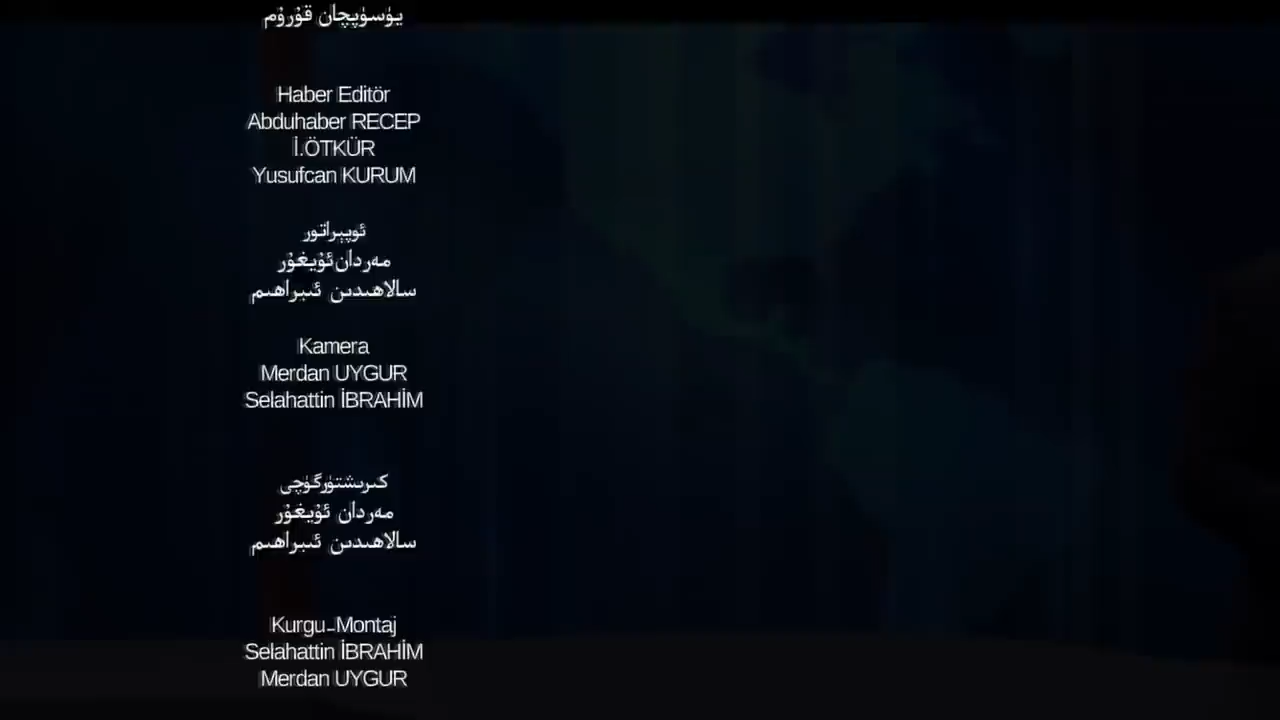 يۈسۈپجان قۇرۇم
Haber Editör
Abduhaber RECEP
İ.ÖTKÜR
Yusufcan KURUM
ئوپېراتور
مەردان ئۇيغۇر
سالاھىدىن ئىبراھىم
Kamera
Merdan UYGUR
Selahattin İBRAHİM
كىرىشتۈرگۈچى
مەردان ئۇيغۇر
سالاھىدىن ئىبراھىم
Kurgu-Montaj
Selahattin İBRAHİM
Merdan UYGUR